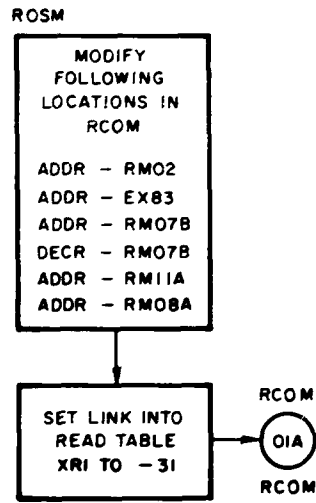 ROSM
MODIFY
FOLLOWING
LOCATIONS IN
RCOM
ADDR - RM02
ADDR - EX83
ADDR - RM07B
DECR - RM07B
ADDR - RM11A
ADDR - RM08A
SET LINK INTO
READ TABLE
XR1 TO -31
RCOM
01A
RCOM